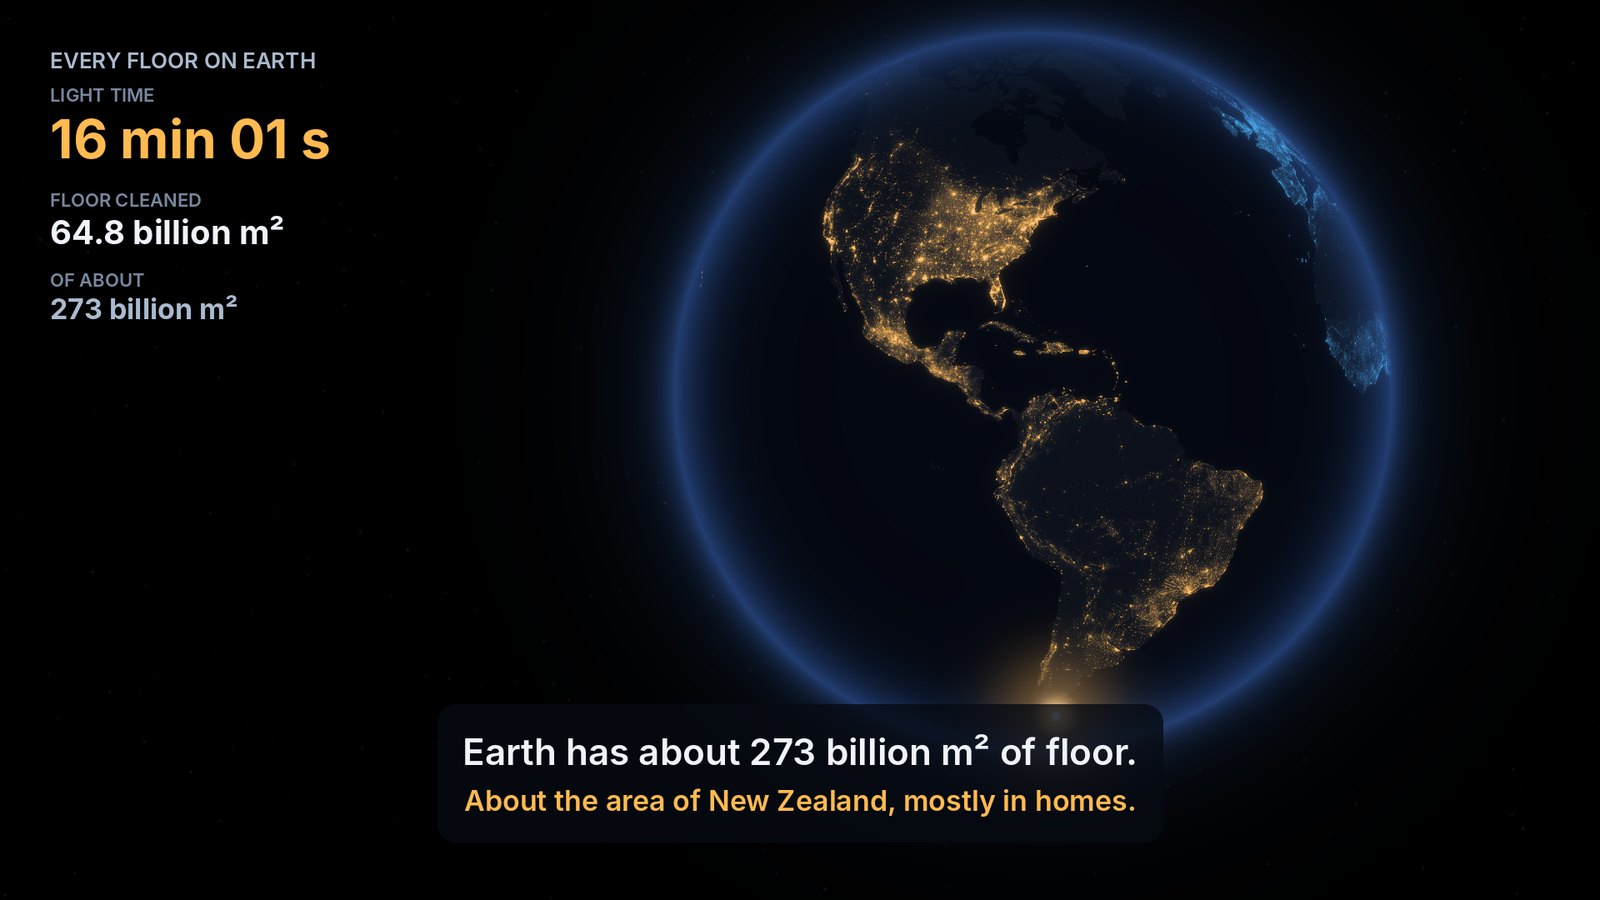 EVERY FLOOR ON EARTH
LIGHT TIME
16 min 01 s
FLOOR CLEANED
64.8 billion m²
OF ABOUT
273 billion m²
Earth has about 273 billion m² of floor.
About the area of New Zealand, mostly in homes.